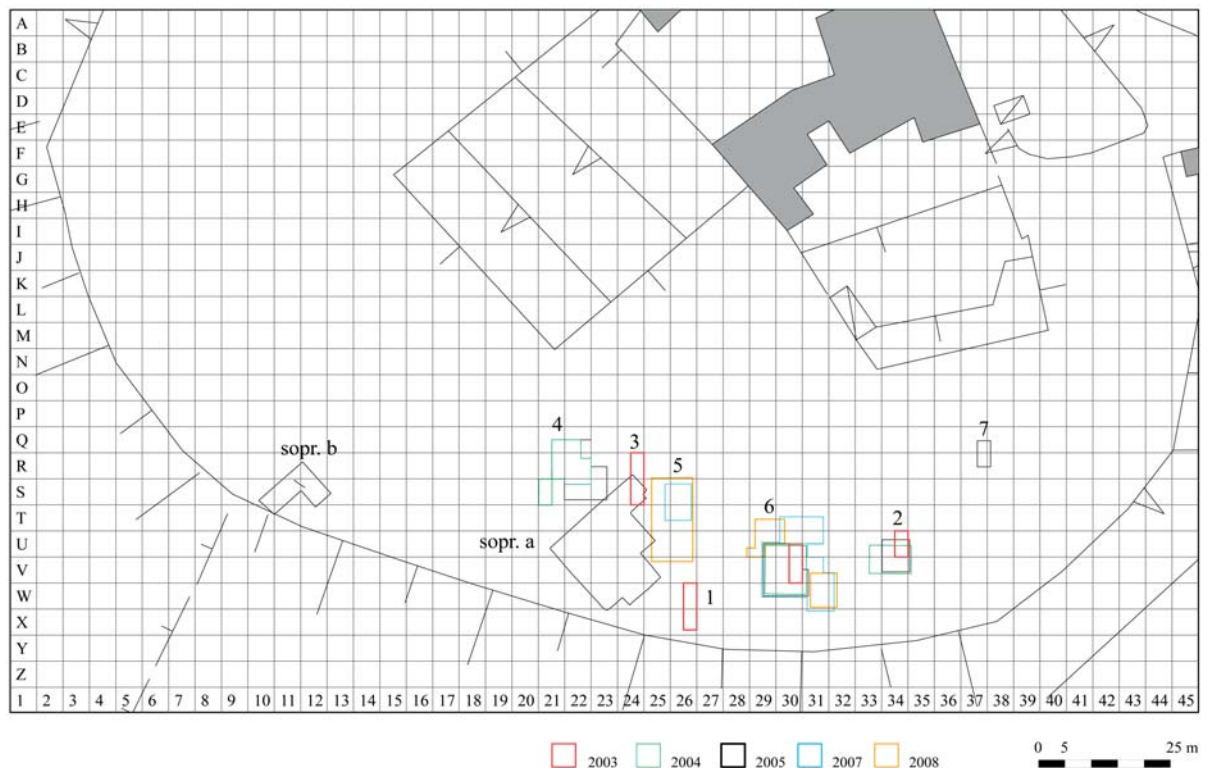 A
B
C
D
E
F
G
H
I
J
K
L
M
N
O
P
Q
R
S
T
U
V
W
X
Y
Z
4
3
5
7
sopr. b
6
2
sopr. a
1
1 2 3 4 5 6 7 8 9 10 11 12 13 14 15 16 17 18 19 20 21 22 23 24 25 26 27 28 29 30 31 32 33 34 35 36 37 38 39 40 41 42 43 44 45
0 5 25 m
2003 2004 2005 2007 2008